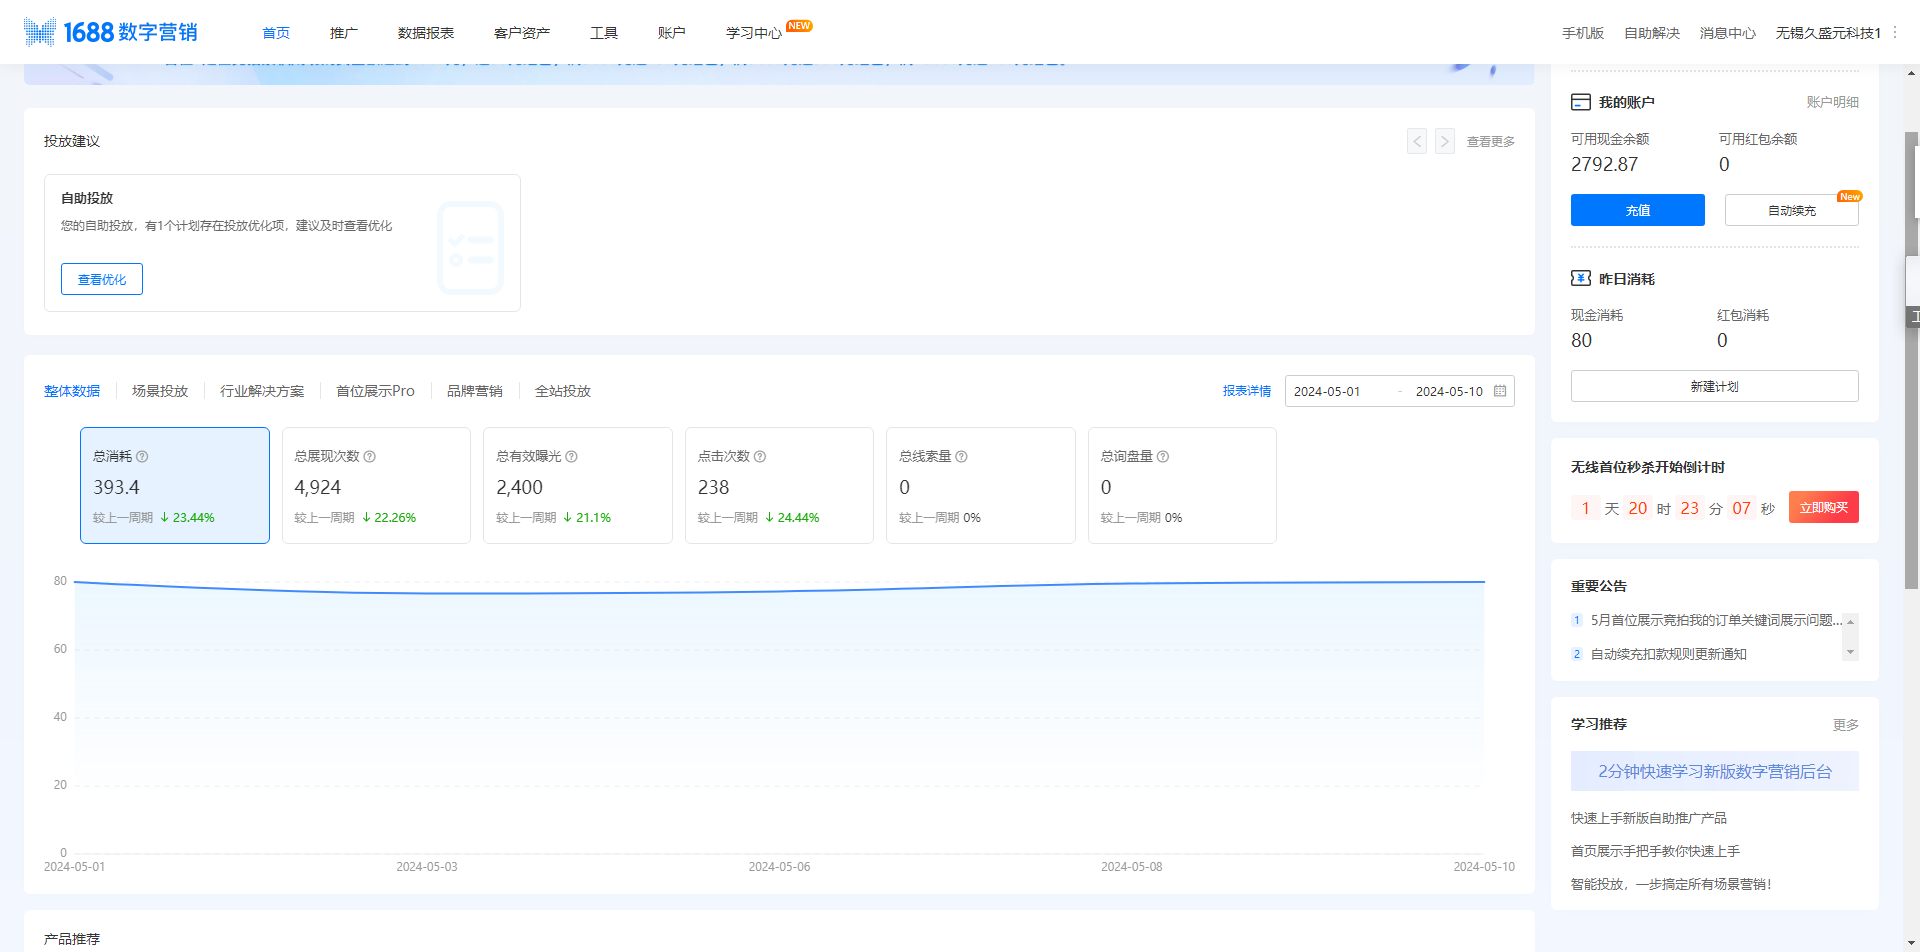 1688 数字营销
首页 推广 数据报表 客户资产 工具 账户 学习中心 NEW
手机版 自助解决 消息中心 无锡久盛元科技1
投放建议
查看更多
自助投放
您的自助投放，有1个计划存在投放优化项，建议及时查看优化
查看优化
整体数据 场景投放 行业解决方案 首位展示Pro 品牌营销 全站投放
报表详情 2024-05-01 - 2024-05-10
总消耗
393.4
较上一周期 ↓ 23.44%
总展现次数
4,924
较上一周期 ↓ 22.26%
总有效曝光
2,400
较上一周期 ↓ 21.1%
点击次数
238
较上一周期 ↓ 24.44%
总线索量
0
较上一周期 0%
总询盘量
0
较上一周期 0%
80
60
40
20
0
2024-05-01 2024-05-03 2024-05-06 2024-05-08 2024-05-10
产品推荐
我的账户 账户明细
可用现金余额 可用红包余额
2792.87 0
充值 自动续充 New
昨日消耗
现金消耗 红包消耗
80 0
新建计划
无线首位秒杀开始倒计时
1 天 20 时 23 分 07 秒 立即购买
重要公告
1 5月首位展示竞拍我的订单关键词展示问题...
2 自动续充扣款规则更新通知
学习推荐 更多
2分钟快速学习新版数字营销后台
快速上手新版自助推广产品
首页展示手把手教你快速上手
智能投放，一步搞定所有场景营销！